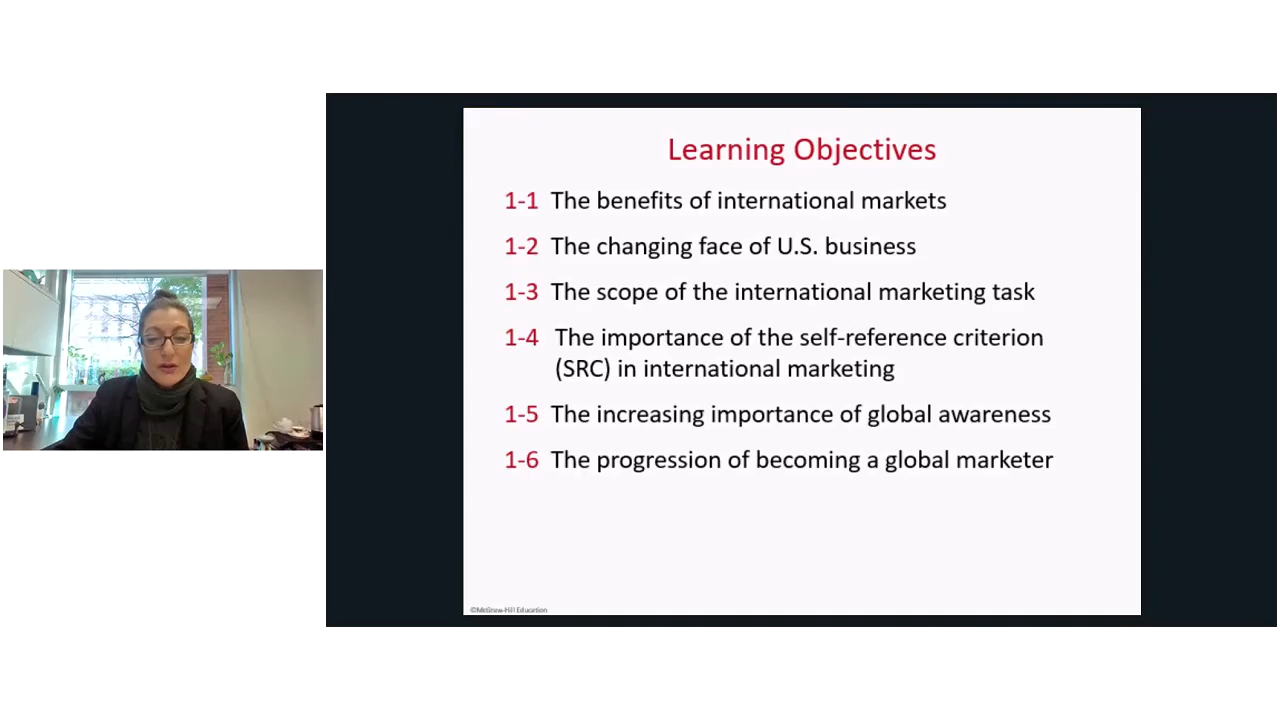 Learning Objectives
1-1 The benefits of international markets
1-2 The changing face of U.S. business
1-3 The scope of the international marketing task
1-4 The importance of the self-reference criterion
(SRC) in international marketing
1-5 The increasing importance of global awareness
1-6 The progression of becoming a global marketer
©McGraw-Hill Education